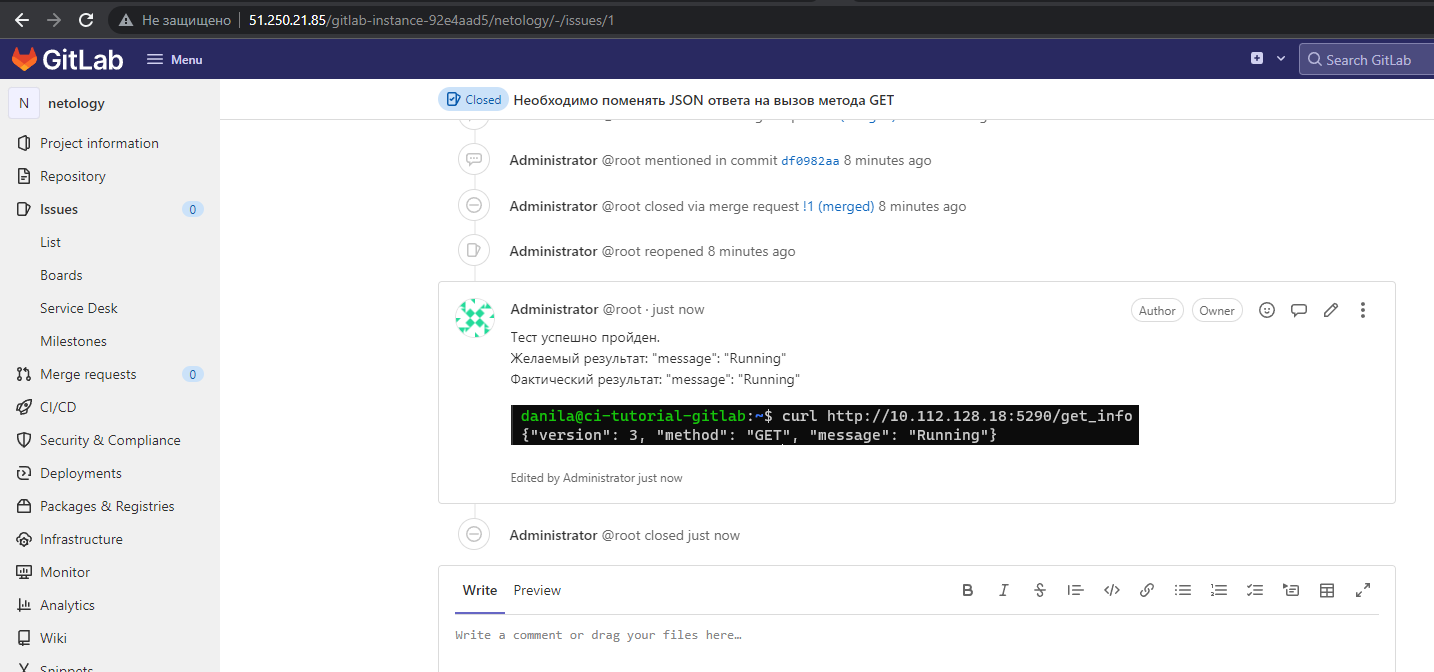 Не защищено 51.250.21.85/gitlab-instance-92e4aad5/netology/-/issues/1
GitLab Menu Search GitLab
N netology
Project information
Repository
Issues 0
List
Boards
Service Desk
Milestones
Merge requests 0
CI/CD
Security & Compliance
Deployments
Packages & Registries
Infrastructure
Monitor
Analytics
Wiki
Snippets
Closed Необходимо поменять JSON ответа на вызов метода GET
Administrator @root mentioned in commit df0982aa 8 minutes ago
Administrator @root closed via merge request !1 (merged) 8 minutes ago
Administrator @root reopened 8 minutes ago
Administrator @root · just now Author Owner
Тест успешно пройден.
Желаемый результат: "message": "Running"
Фактический результат: "message": "Running"
danila@ci-tutorial-gitlab:~$ curl http://10.112.128.18:5290/get_info
{"version": 3, "method": "GET", "message": "Running"}
Edited by Administrator just now
Administrator @root closed just now
Write Preview
Write a comment or drag your files here…